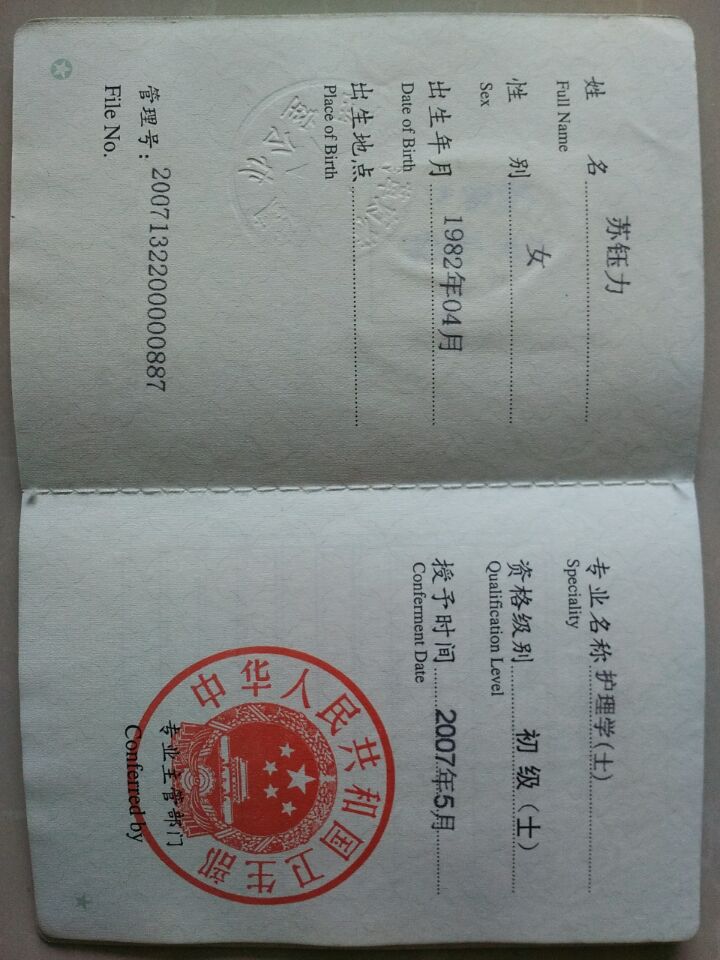 姓 名 苏钰力
Full Name
性 别 女
Sex
出生年月 1982年04月
Date of Birth
出生地点
Place of Birth
管理号: 2007132200000887
File No.
专业名称 护理学(士)
Speciality
资格级别 初级(士)
Qualification Level
授予时间 2007年5月
Conferment Date
中华人民共和国卫生部
专业主管部门
Conferred by